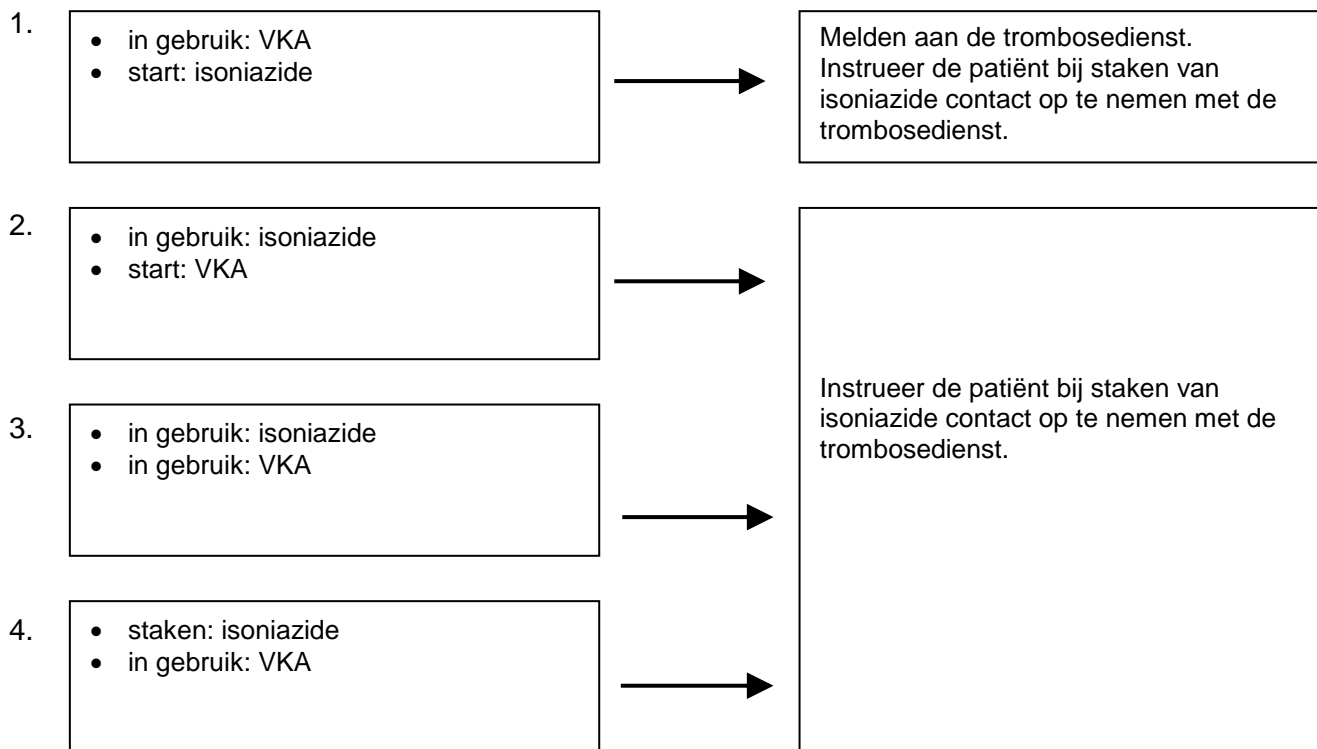 1.
• in gebruik: VKA
• start: isoniazide
Melden aan de trombosedienst.
Instrueer de patiënt bij staken van
isoniazide contact op te nemen met de
trombosedienst.
2.
• in gebruik: isoniazide
• start: VKA
3.
• in gebruik: isoniazide
• in gebruik: VKA
Instrueer de patiënt bij staken van
isoniazide contact op te nemen met de
trombosedienst.
4.
• staken: isoniazide
• in gebruik: VKA